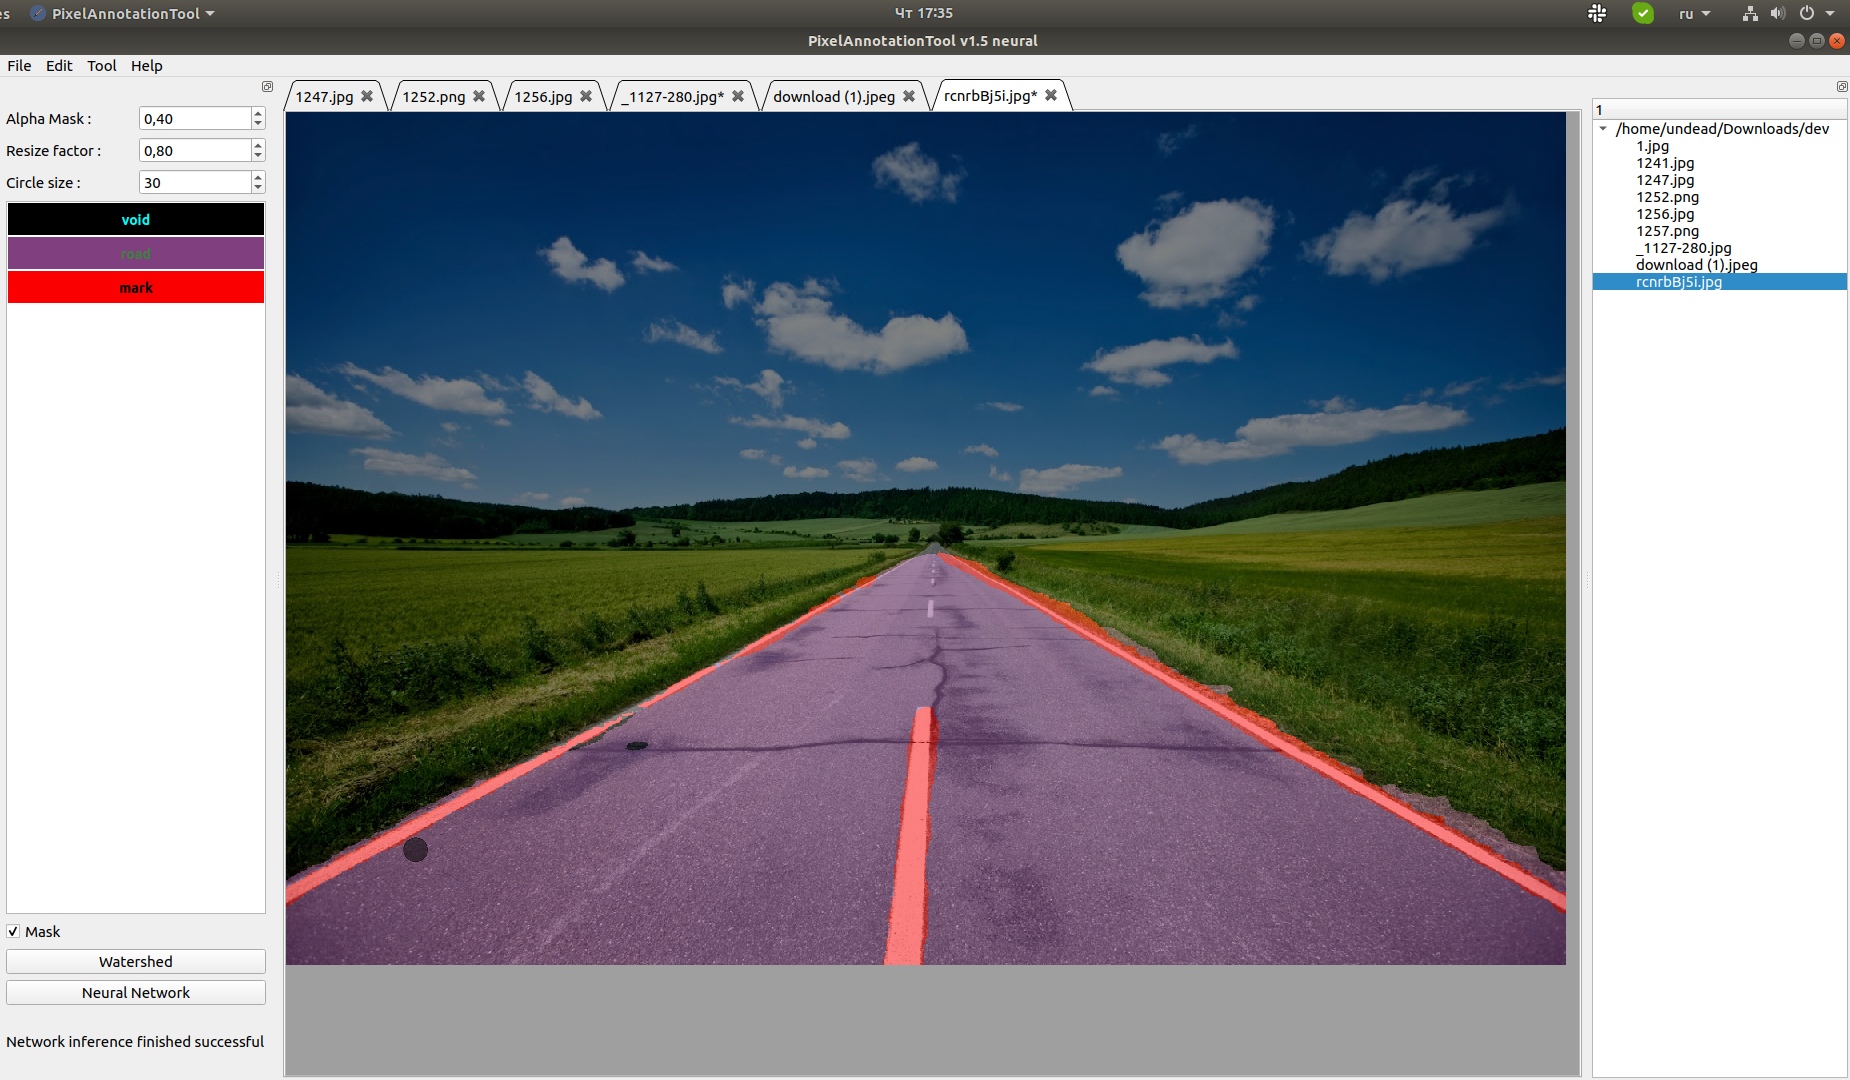 es PixelAnnotationTool Чт 17:35 ru
PixelAnnotationTool v1.5 neural
File Edit Tool Help
1247.jpg 1252.png 1256.jpg _1127-280.jpg* download (1).jpeg rcnrbBj5i.jpg*
Alpha Mask : 0,40
Resize factor : 0,80
Circle size : 30
void
road
mark
Mask
Watershed
Neural Network
Network inference finished successful
1
/home/undead/Downloads/dev
1.jpg
1241.jpg
1247.jpg
1252.png
1256.jpg
1257.png
_1127-280.jpg
download (1).jpeg
rcnrbBj5i.jpg